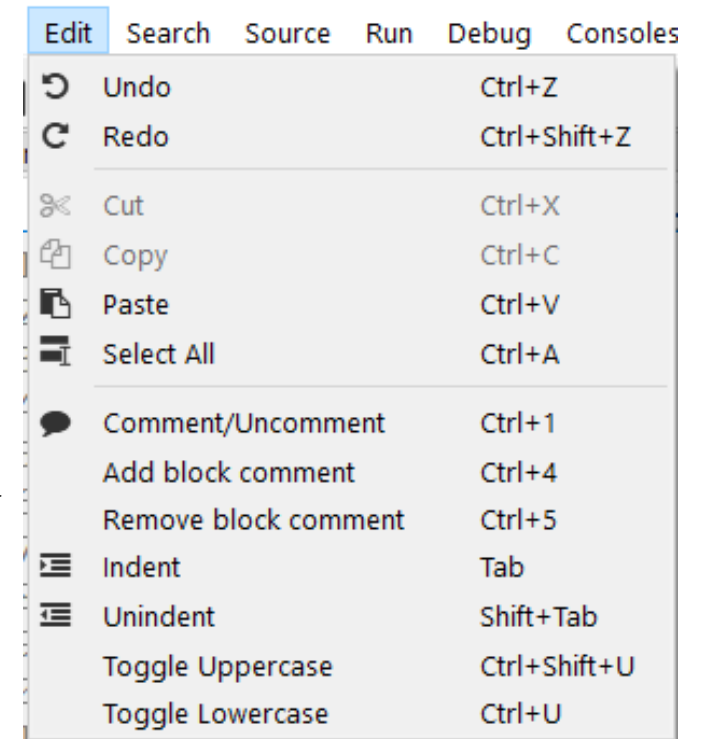 Edit Search Source Run Debug Consoles
Undo Ctrl+Z
Redo Ctrl+Shift+Z
Cut Ctrl+X
Copy Ctrl+C
Paste Ctrl+V
Select All Ctrl+A
Comment/Uncomment Ctrl+1
Add block comment Ctrl+4
Remove block comment Ctrl+5
Indent Tab
Unindent Shift+Tab
Toggle Uppercase Ctrl+Shift+U
Toggle Lowercase Ctrl+U